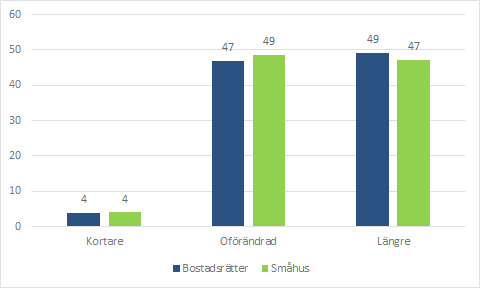 60
50
40
30
20
10
0
4
4
47
49
49
47
Kortare
Oförändrad
Längre
Bostadsrätter
Småhus